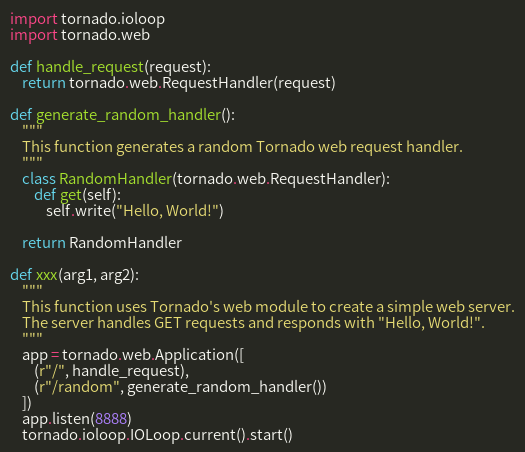 import tornado.ioloop
import tornado.web

def handle_request(request):
    return tornado.web.RequestHandler(request)

def generate_random_handler():
    """
    This function generates a random Tornado web request handler.
    """
    class RandomHandler(tornado.web.RequestHandler):
        def get(self):
            self.write("Hello, World!")

    return RandomHandler

def xxx(arg1, arg2):
    """
    This function uses Tornado's web module to create a simple web server.
    The server handles GET requests and responds with "Hello, World!".
    """
    app = tornado.web.Application([
        (r"/", handle_request),
        (r"/random", generate_random_handler())
    ])
    app.listen(8888)
    tornado.ioloop.IOLoop.current().start()